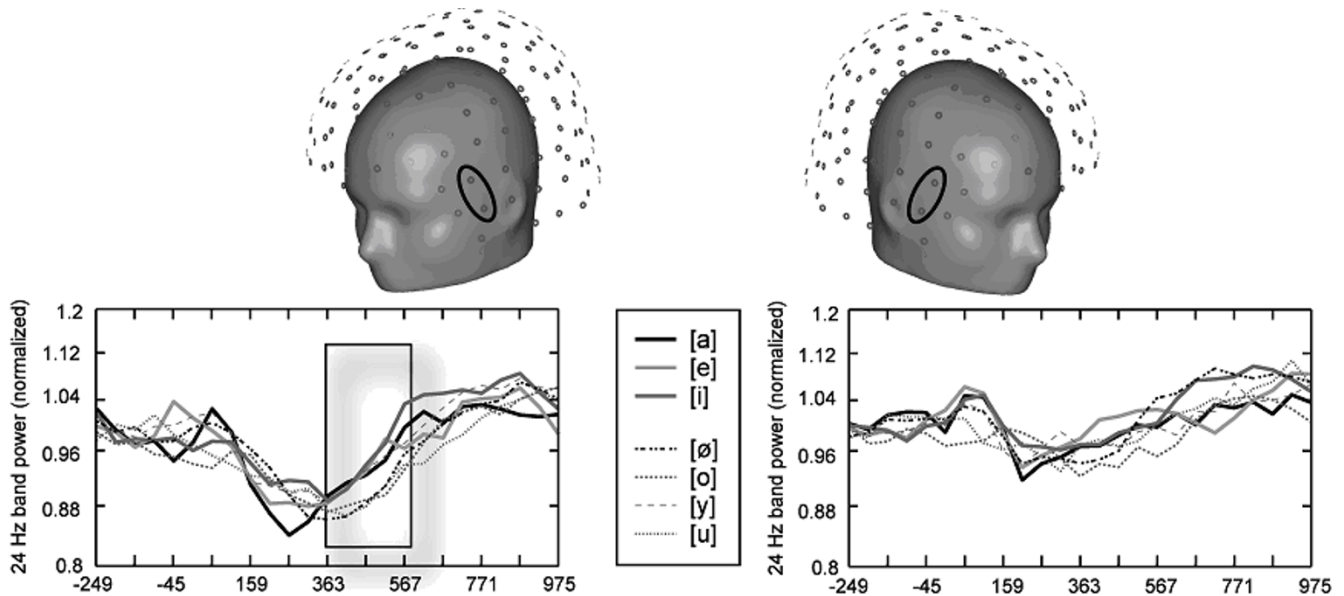 24 Hz band power (normalized)
1.2
1.12
1.04
0.96
0.88
0.8
-249 -45 159 363 567 771 975
[a]
[e]
[i]
[ø]
[o]
[y]
[u]
24 Hz band power (normalized)
1.2
1.12
1.04
0.96
0.88
0.8
-249 -45 159 363 567 771 975